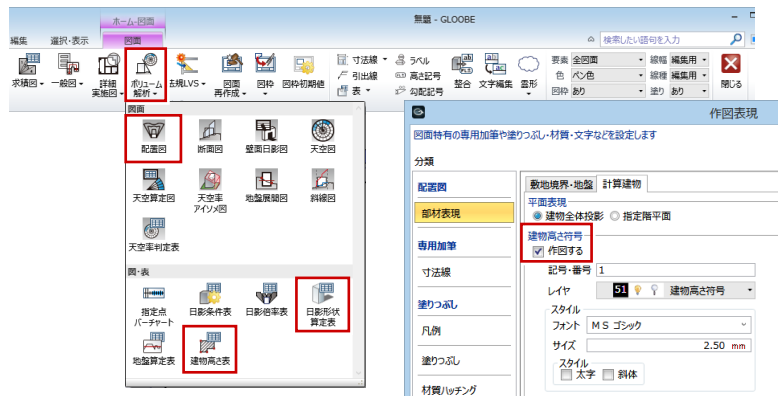 ホーム-図面
無題 - GLOOBE
編集 選択・表示 図面
検索したい語句を入力
求積図 一般図 詳細実施図 ボリューム解析 法規LVS 図面再作成 図枠 図枠初期値
寸法線 引出線 表
ラベル 高さ記号 勾配記号
整合 文字編集 雲形
要素 全図面 線幅 編集用
色 ペン色 線種 編集用
図枠 あり 塗り あり
閉じる
図面
配置図 断面図 壁面日影図 天空図
天空算定図 天空率アイソメ図 地盤展開図 斜線図
天空率判定表
図・表
指定点バーチャート 日影条件表 日影倍率表 日影形状算定表
地盤算定表 建物高さ表
作図表現
図面特有の専用加筆や塗りつぶし・材質・文字などを設定します
分類
配置図
部材表現
専用加筆
寸法線
塗りつぶし
凡例
塗りつぶし
材質ハッチング
敷地境界・地盤 計算建物
平面表現
建物全体投影 指定階平面
建物高さ符号
作図する
記号・番号 1
レイヤ 51 建物高さ符号
スタイル
フォント MS ゴシック
サイズ 2.50 mm
スタイル
太字 斜体